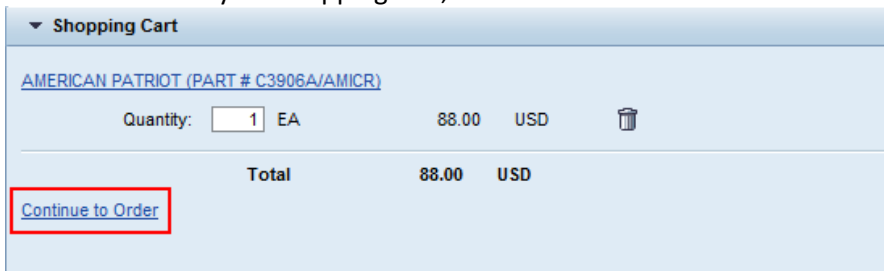 Shopping Cart
AMERICAN PATRIOT (PART # C3906A/AMICR)
Quantity: 1 EA 88.00 USD
Total 88.00 USD
Continue to Order